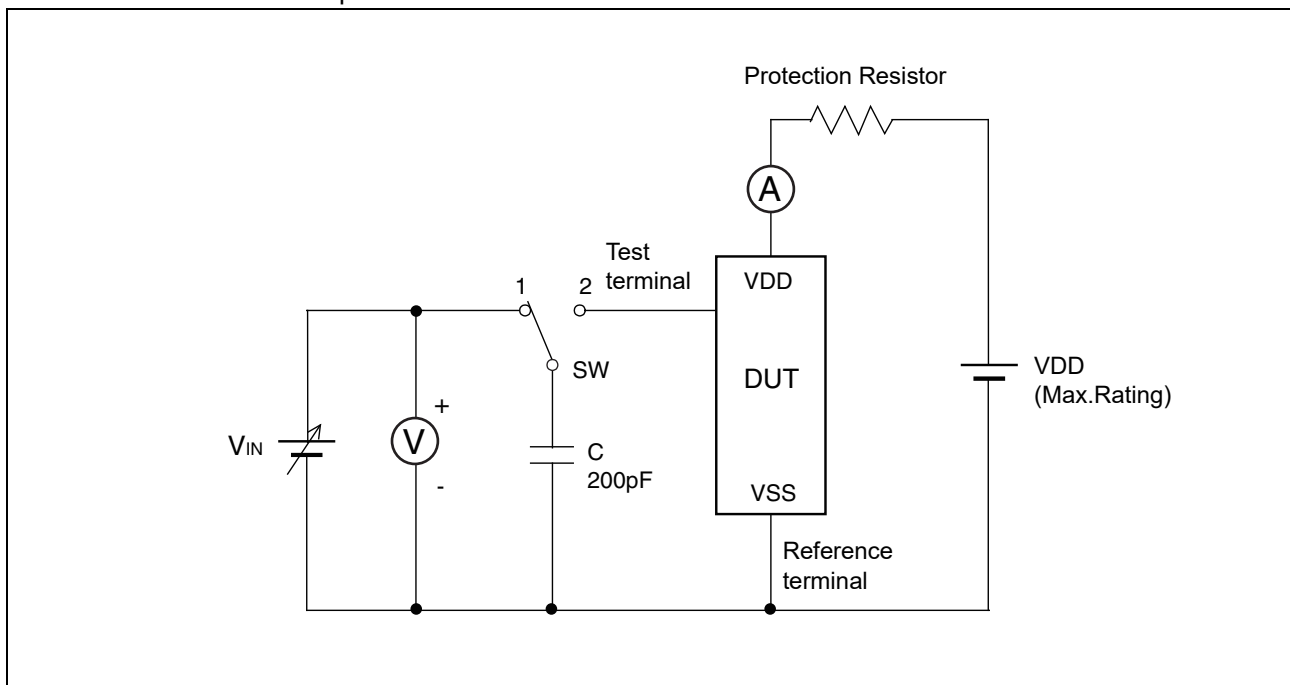 Protection Resistor
A
Test
terminal
1
2
VDD
SW
DUT
VDD
(Max.Rating)
VIN
+
V
-
C
200pF
VSS
Reference
terminal